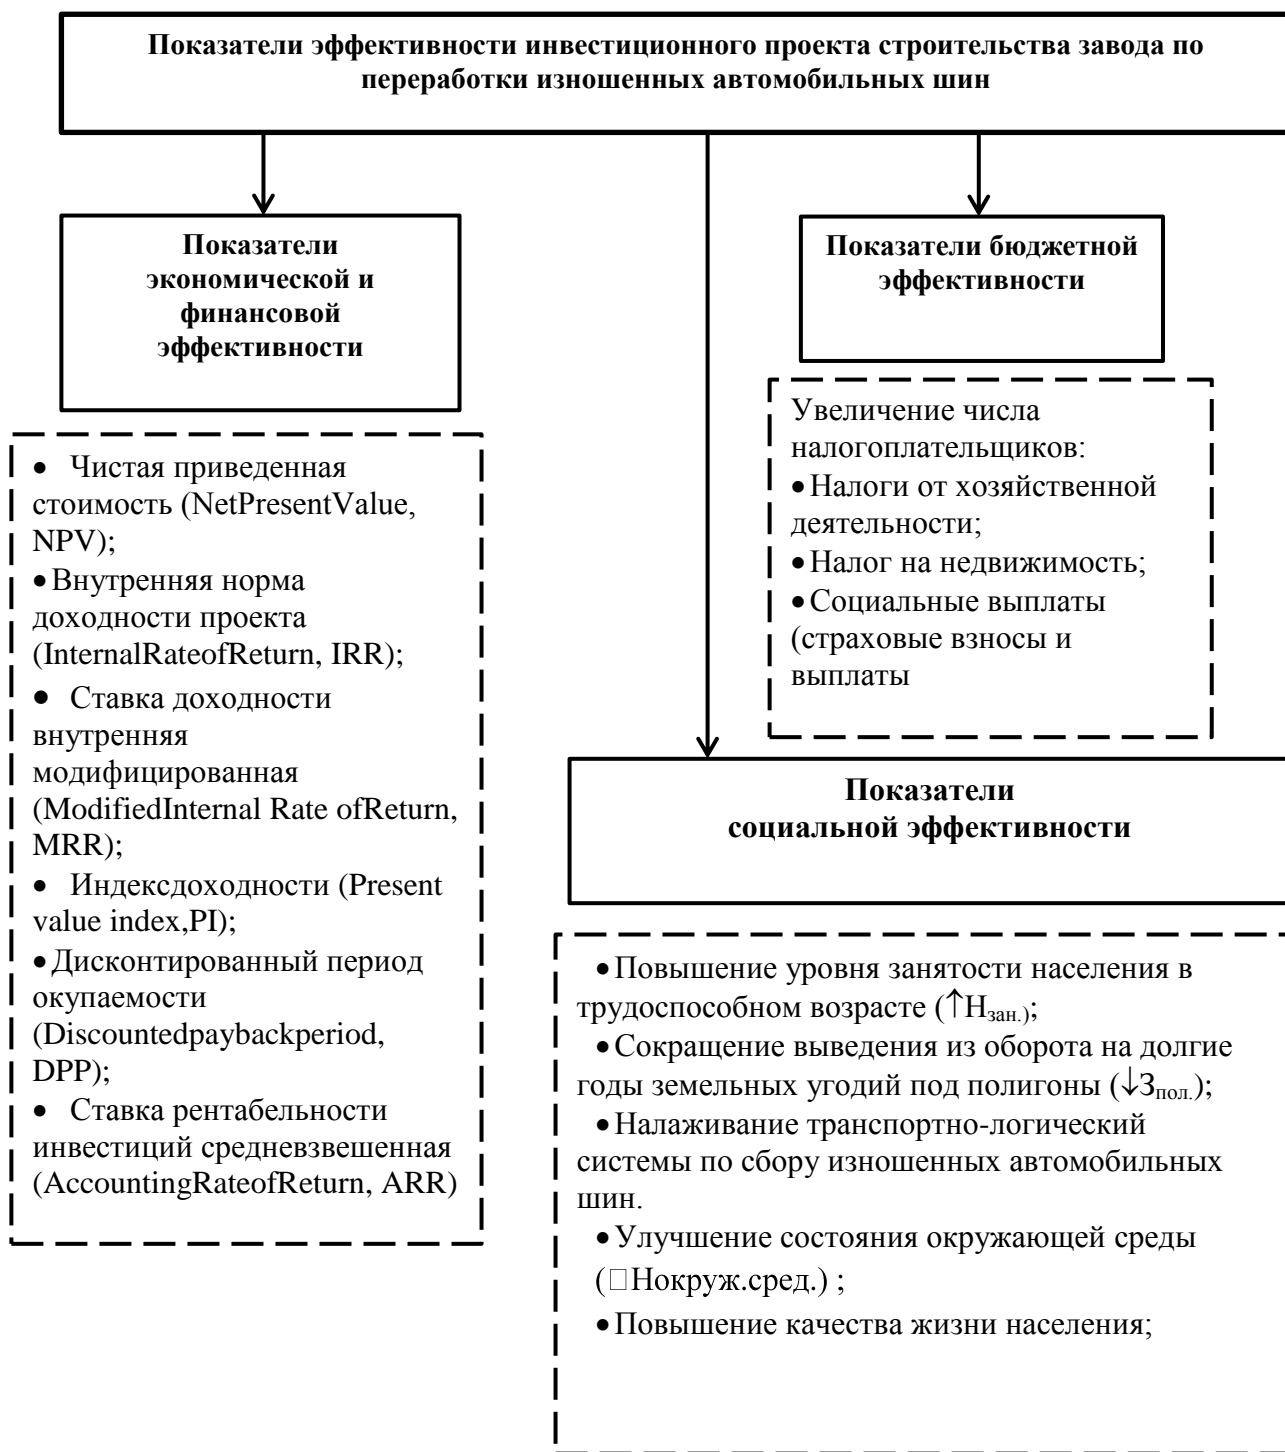 Показатели эффективности инвестиционного проекта строительства завода по
переработки изношенных автомобильных шин
Показатели
экономической и
финансовой
эффективности
• Чистая приведенная
стоимость (NetPresentValue,
NPV);
•Внутренняя норма
доходности проекта
(InternalRateofReturn, IRR);
• Ставка доходности
внутренняя
модифицированная
(ModifiedInternal Rate ofReturn,
MRR);
• Индексдоходности (Present
value index,PI);
•Дисконтированный период
окупаемости
(Discountedpaybackperiod,
DPP);
• Ставка рентабельности
инвестиций средневзвешенная
(AccountingRateofReturn, ARR)
Показатели бюджетной
эффективности
Увеличение числа
налогоплательщиков:
•Налоги от хозяйственной
деятельности;
•Налог на недвижимость;
•Социальные выплаты
(страховые взносы и
выплаты
Показатели
социальной эффективности
•Повышение уровня занятости населения в
трудоспособном возрасте (↑Нзан.);
•Сокращение выведения из оборота на долгие
годы земельных угодий под полигоны (↓Зпол.);
•Налаживание транспортно-логический
системы по сбору изношенных автомобильных
шин.
•Улучшение состояния окружающей среды
(□Нокруж.сред.) ;
•Повышение качества жизни населения;